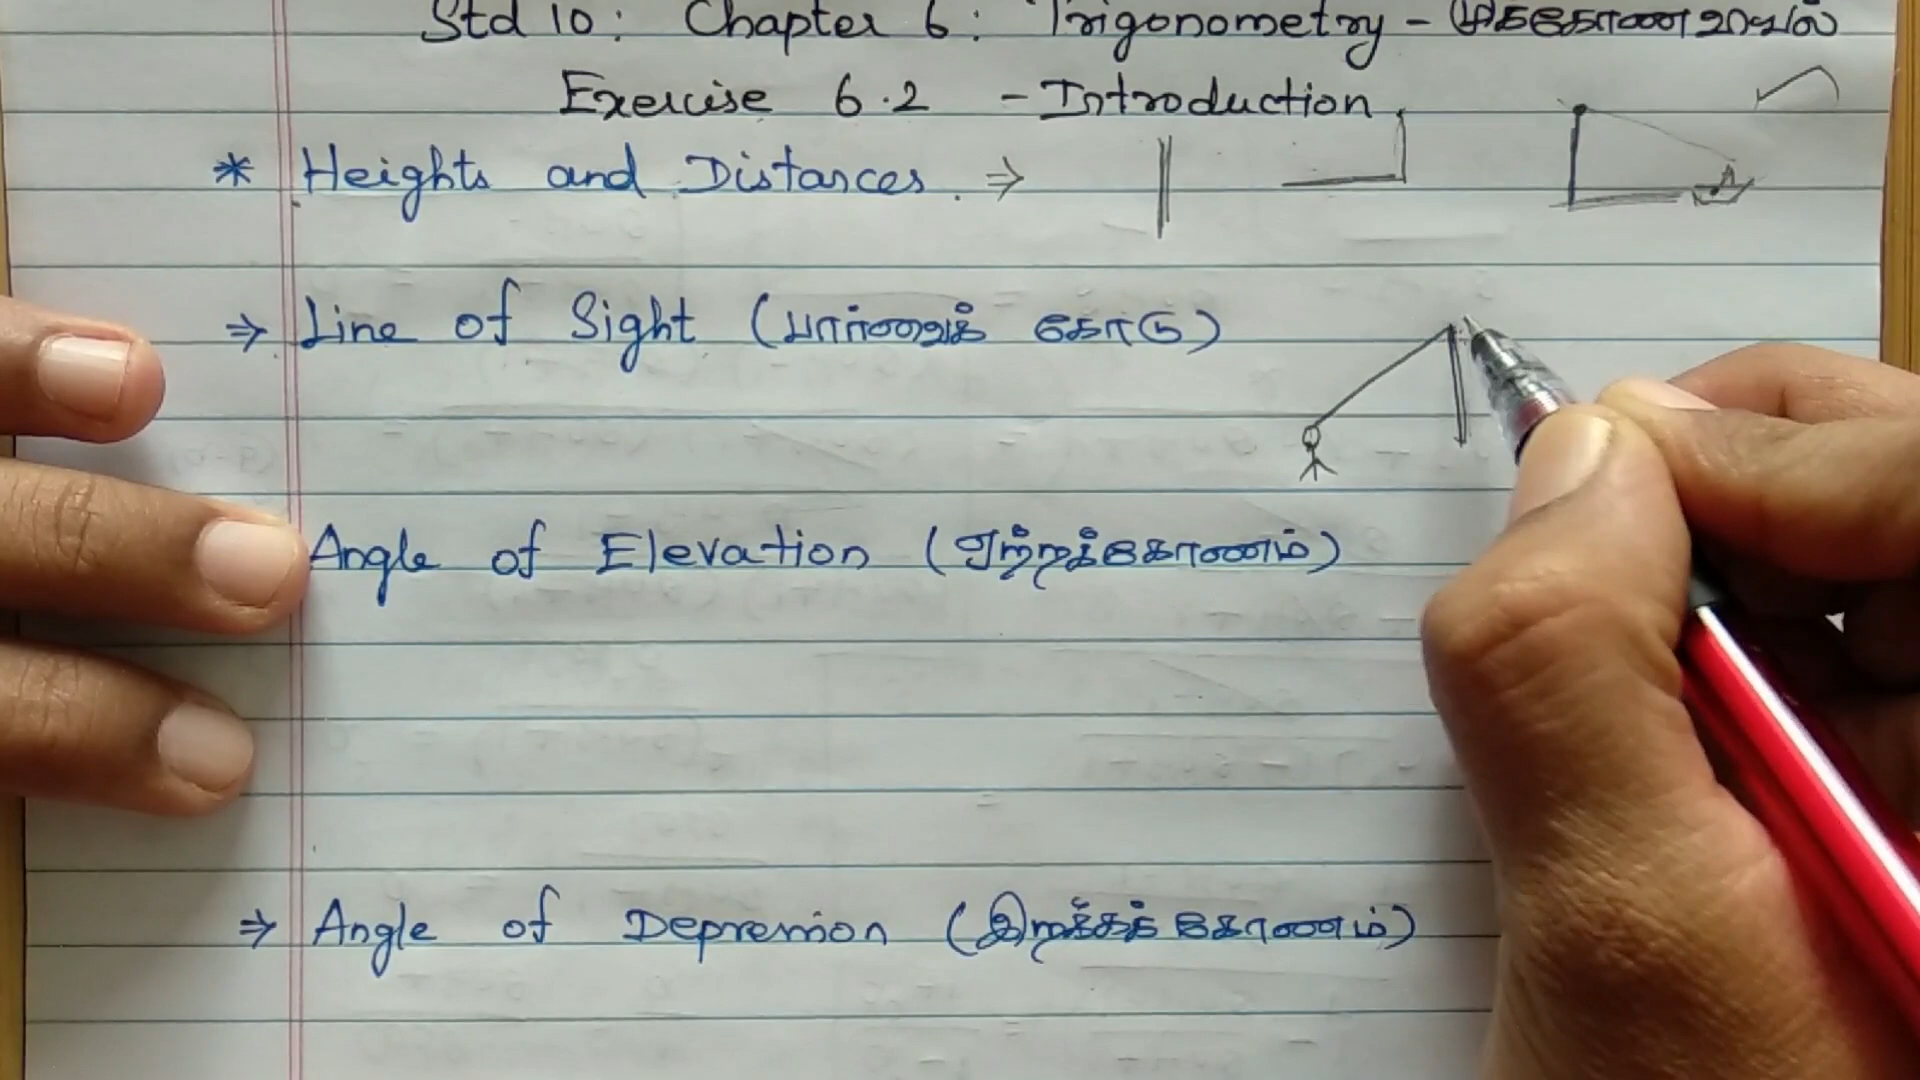 Std 10 : Chapter 6 : Trigonometry - முக்கோணவியல்
Exercise 6.2 - Introduction
* Heights and Distances. ⇒
⇒ Line of Sight (பார்வைக் கோடு)
Angle of Elevation (ஏற்றக்கோணம்)
⇒ Angle of Depression (இறக்கக் கோணம்)